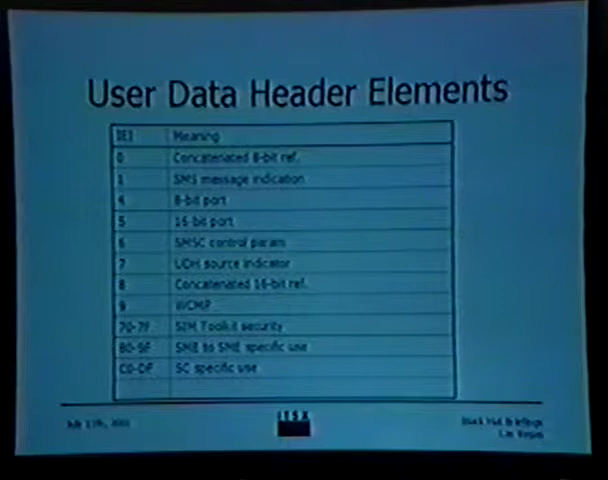 User Data Header Elements
IEI Meaning
0 Concatenated 8-bit ref.
1 SMS message indication
4 8-bit port
5 16-bit port
6 SMSC control param
7 UDH source indicator
8 Concatenated 16-bit ref.
9 WCMP
70-7F SIM Toolkit security
80-9F SME to SME specific use
C0-DF SC specific use
ITSX
Black Hat Briefings
Las Vegas